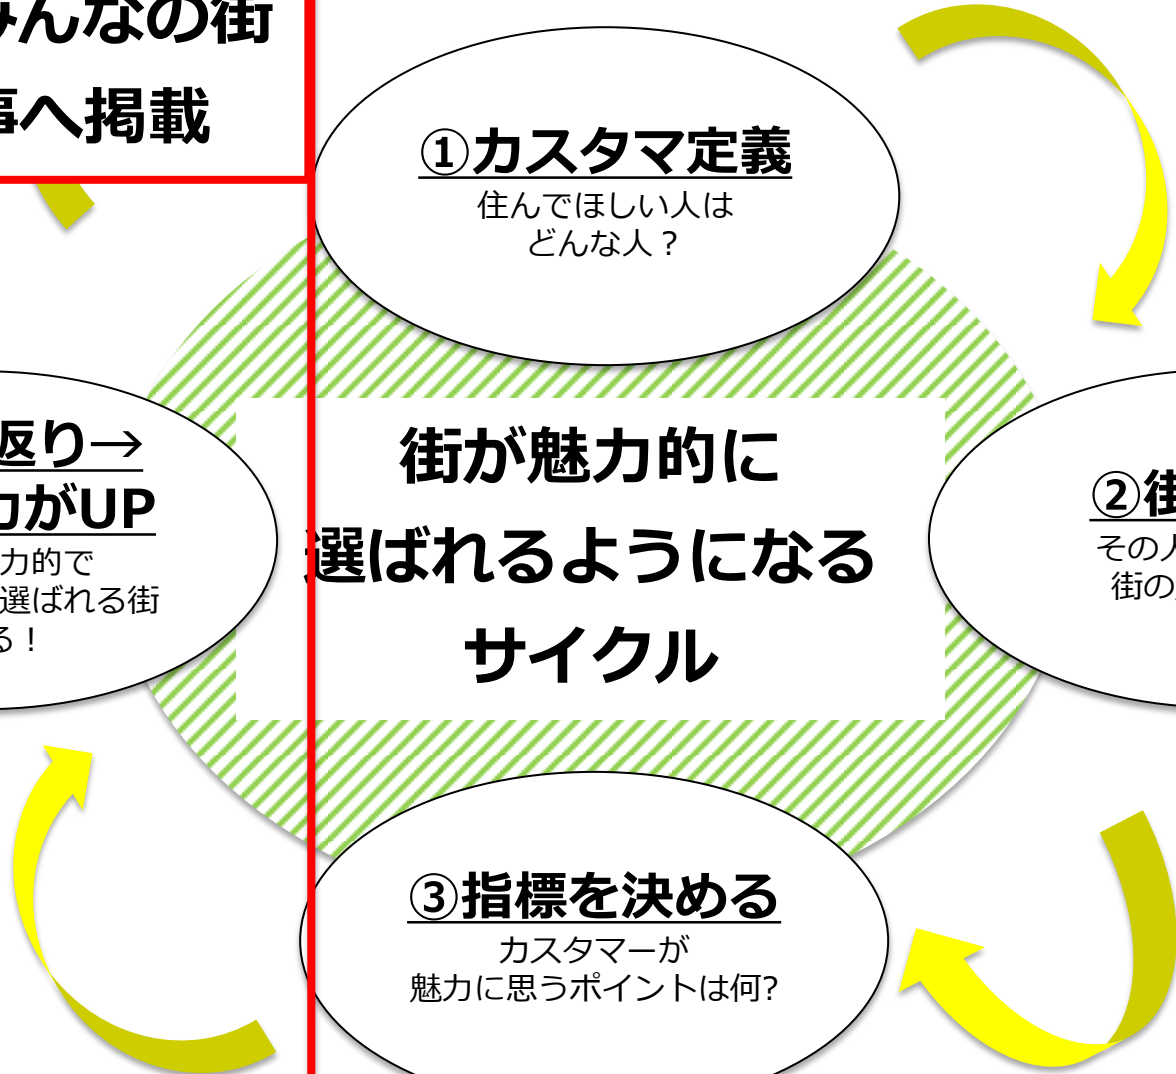 みんなの街
事へ掲載
①カスタマ定義
住んでほしい人は
どんな人？
返り→
力がUP
力的で
選ばれる街
る！
街が魅力的に
選ばれるようになる
サイクル
②街
その人
街の
③指標を決める
カスタマーが
魅力に思うポイントは何?